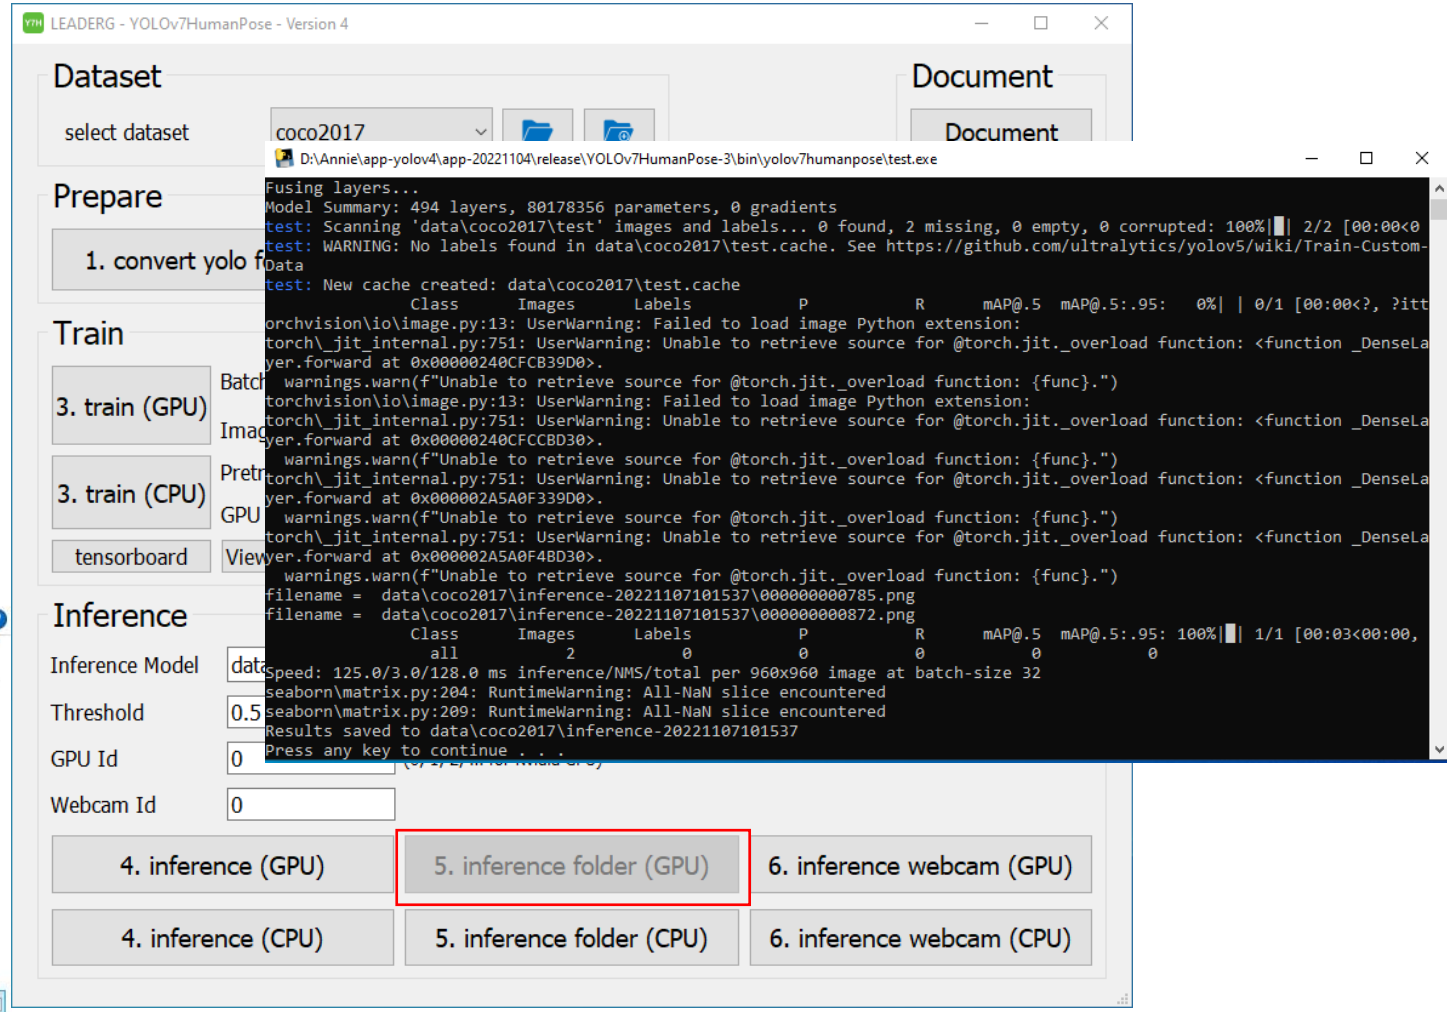 Y7H LEADERG - YOLOv7HumanPose - Version 4
Dataset
Document
select dataset
coco2017
Document
D:\Annie\app-yolov4\app-20221104\release\YOLOv7HumanPose-3\bin\yolov7humanpose\test.exe
Fusing layers...
Model Summary: 494 layers, 80178356 parameters, 0 gradients
test: Scanning 'data\coco2017\test' images and labels... 0 found, 2 missing, 0 empty, 0 corrupted: 100%|█| 2/2 [00:00<0
test: WARNING: No labels found in data\coco2017\test.cache. See https://github.com/ultralytics/yolov5/wiki/Train-Custom-
Data
test: New cache created: data\coco2017\test.cache
Class Images Labels P R mAP@.5 mAP@.5:.95: 0%| | 0/1 [00:00<?, ?itt
orchvision\io\image.py:13: UserWarning: Failed to load image Python extension:
torch\_jit_internal.py:751: UserWarning: Unable to retrieve source for @torch.jit._overload function: <function _DenseLa
yer.forward at 0x00000240CFCB39D0>.
warnings.warn(f"Unable to retrieve source for @torch.jit._overload function: {func}.")
torchvision\io\image.py:13: UserWarning: Failed to load image Python extension:
torch\_jit_internal.py:751: UserWarning: Unable to retrieve source for @torch.jit._overload function: <function _DenseLa
yer.forward at 0x00000240CFCCBD30>.
warnings.warn(f"Unable to retrieve source for @torch.jit._overload function: {func}.")
torch\_jit_internal.py:751: UserWarning: Unable to retrieve source for @torch.jit._overload function: <function _DenseLa
yer.forward at 0x000002A5A0F339D0>.
warnings.warn(f"Unable to retrieve source for @torch.jit._overload function: {func}.")
torch\_jit_internal.py:751: UserWarning: Unable to retrieve source for @torch.jit._overload function: <function _DenseLa
yer.forward at 0x000002A5A0F4BD30>.
warnings.warn(f"Unable to retrieve source for @torch.jit._overload function: {func}.")
filename = data\coco2017\inference-20221107101537\000000000785.png
filename = data\coco2017\inference-20221107101537\000000000872.png
Class Images Labels P R mAP@.5 mAP@.5:.95: 100%|█| 1/1 [00:03<00:00,
all 2 0 0 0 0 0
Speed: 125.0/3.0/128.0 ms inference/NMS/total per 960x960 image at batch-size 32
seaborn\matrix.py:204: RuntimeWarning: All-NaN slice encountered
seaborn\matrix.py:209: RuntimeWarning: All-NaN slice encountered
Results saved to data\coco2017\inference-20221107101537
Press any key to continue . . .
Prepare
1. convert yolo f
Train
3. train (GPU)
Batch
Imag
3. train (CPU)
Pretr
GPU
tensorboard
View
Inference
Inference Model
data
Threshold
0.5
GPU Id
0
Webcam Id
0
4. inference (GPU)
5. inference folder (GPU)
6. inference webcam (GPU)
4. inference (CPU)
5. inference folder (CPU)
6. inference webcam (CPU)